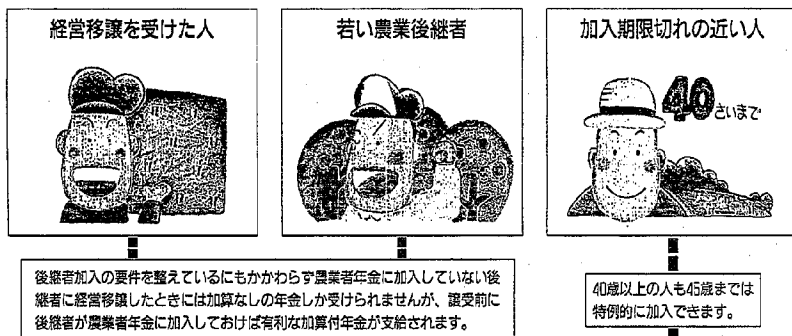 経営移譲を受けた人
若い農業後継者
加入期限切れの近い人
40さいまで
後継者加入の要件を整えているにもかかわらず農業者年金に加入していない後
継者に経営移譲したときには加算なしの年金しか受けられませんが、譲受前に
後継者が農業者年金に加入しておけば有利な加算付年金が支給されます。
40歳以上の人も45歳までは
特例的に加入できます。